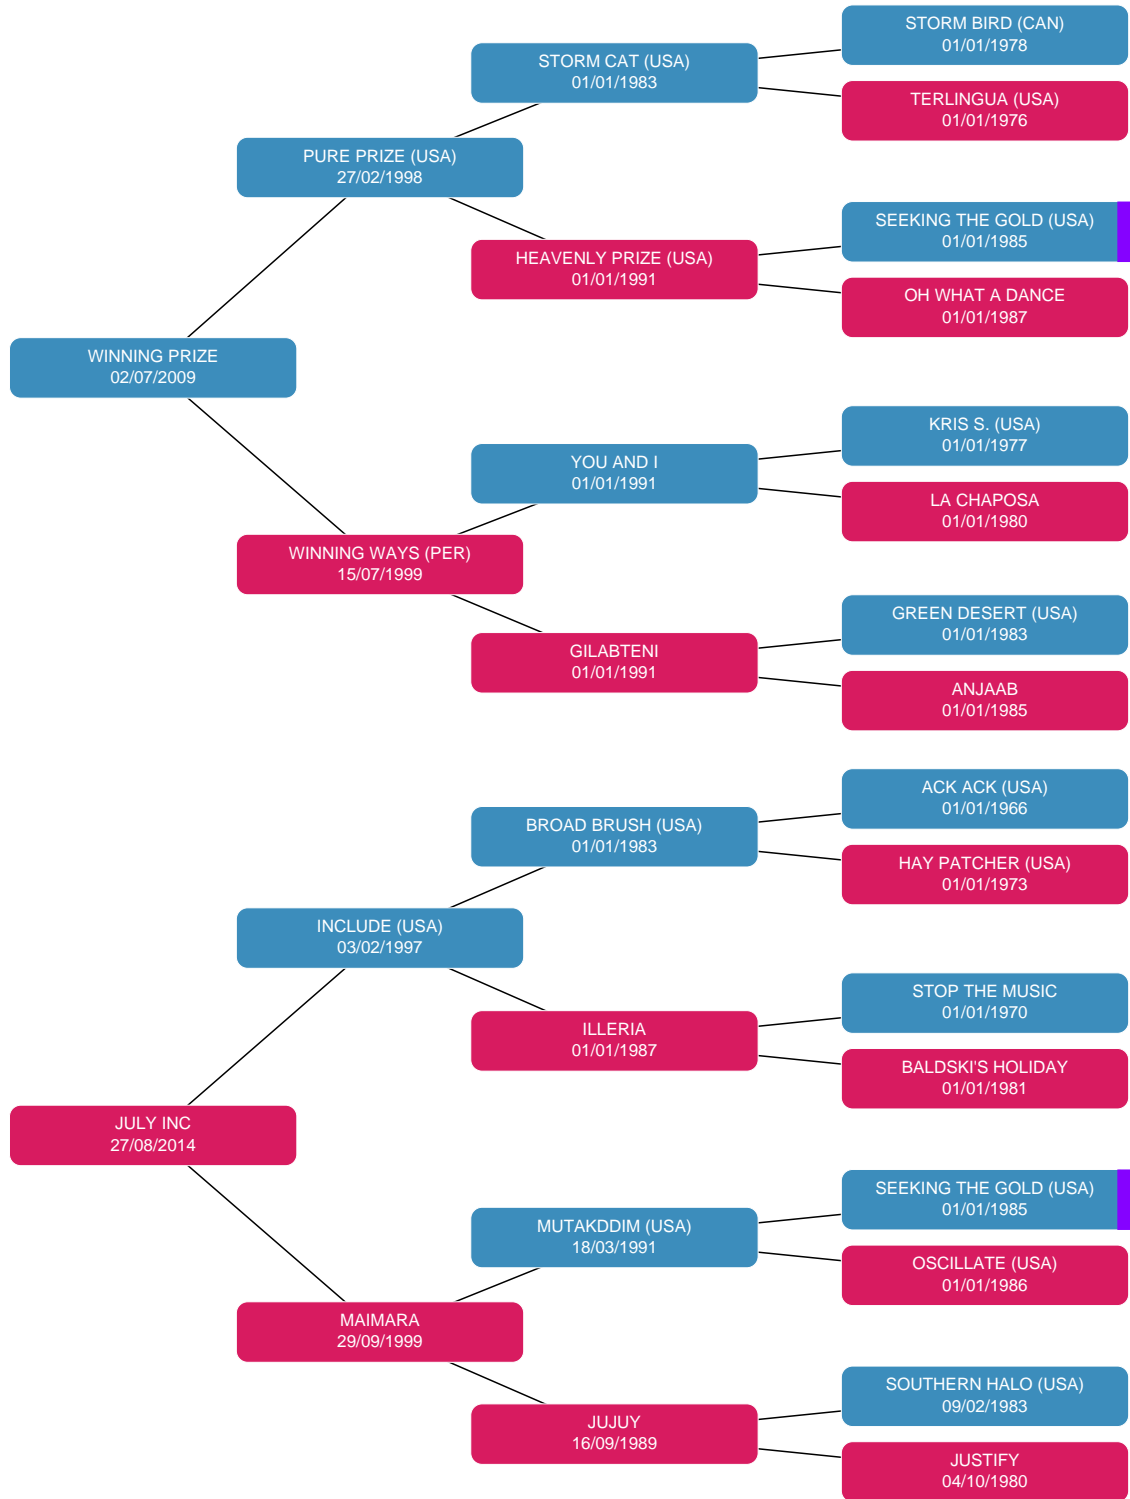 STORM BIRD (CAN)
01/01/1978
STORM CAT (USA)
01/01/1983
TERLINGUA (USA)
01/01/1976
PURE PRIZE (USA)
27/02/1998
SEEKING THE GOLD (USA)
01/01/1985
HEAVENLY PRIZE (USA)
01/01/1991
OH WHAT A DANCE
01/01/1987
WINNING PRIZE
02/07/2009
KRIS S. (USA)
01/01/1977
YOU AND I
01/01/1991
LA CHAPOSA
01/01/1980
WINNING WAYS (PER)
15/07/1999
GREEN DESERT (USA)
01/01/1983
GILABTENI
01/01/1991
ANJAAB
01/01/1985
ACK ACK (USA)
01/01/1966
BROAD BRUSH (USA)
01/01/1983
HAY PATCHER (USA)
01/01/1973
INCLUDE (USA)
03/02/1997
STOP THE MUSIC
01/01/1970
ILLERIA
01/01/1987
BALDSKI'S HOLIDAY
01/01/1981
JULY INC
27/08/2014
SEEKING THE GOLD (USA)
01/01/1985
MUTAKDDIM (USA)
18/03/1991
OSCILLATE (USA)
01/01/1986
MAIMARA
29/09/1999
SOUTHERN HALO (USA)
09/02/1983
JUJUY
16/09/1989
JUSTIFY
04/10/1980